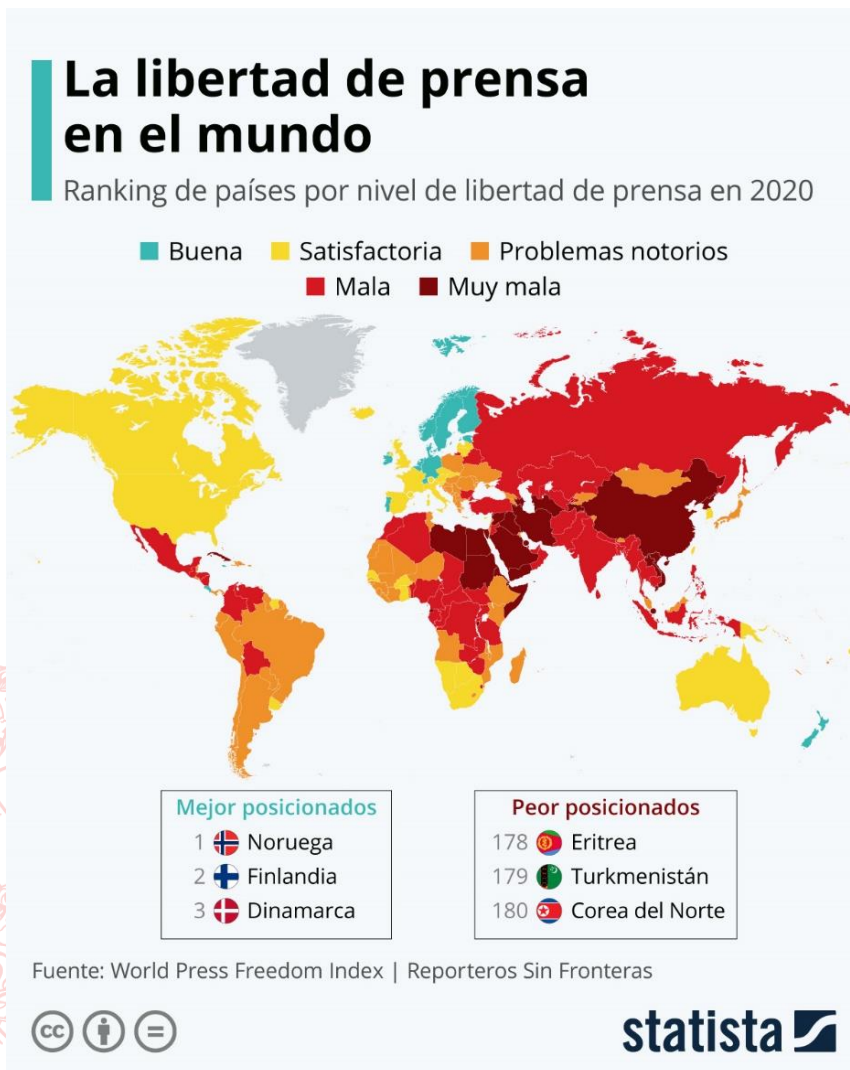 La libertad de prensa
en el mundo
Ranking de países por nivel de libertad de prensa en 2020
Buena Satisfactoria Problemas notorios
Mala Muy mala
Mejor posicionados
1 Noruega
2 Finlandia
3 Dinamarca
Peor posicionados
178 Eritrea
179 Turkmenistán
180 Corea del Norte
Fuente: World Press Freedom Index | Reporteros Sin Fronteras
cc
statista